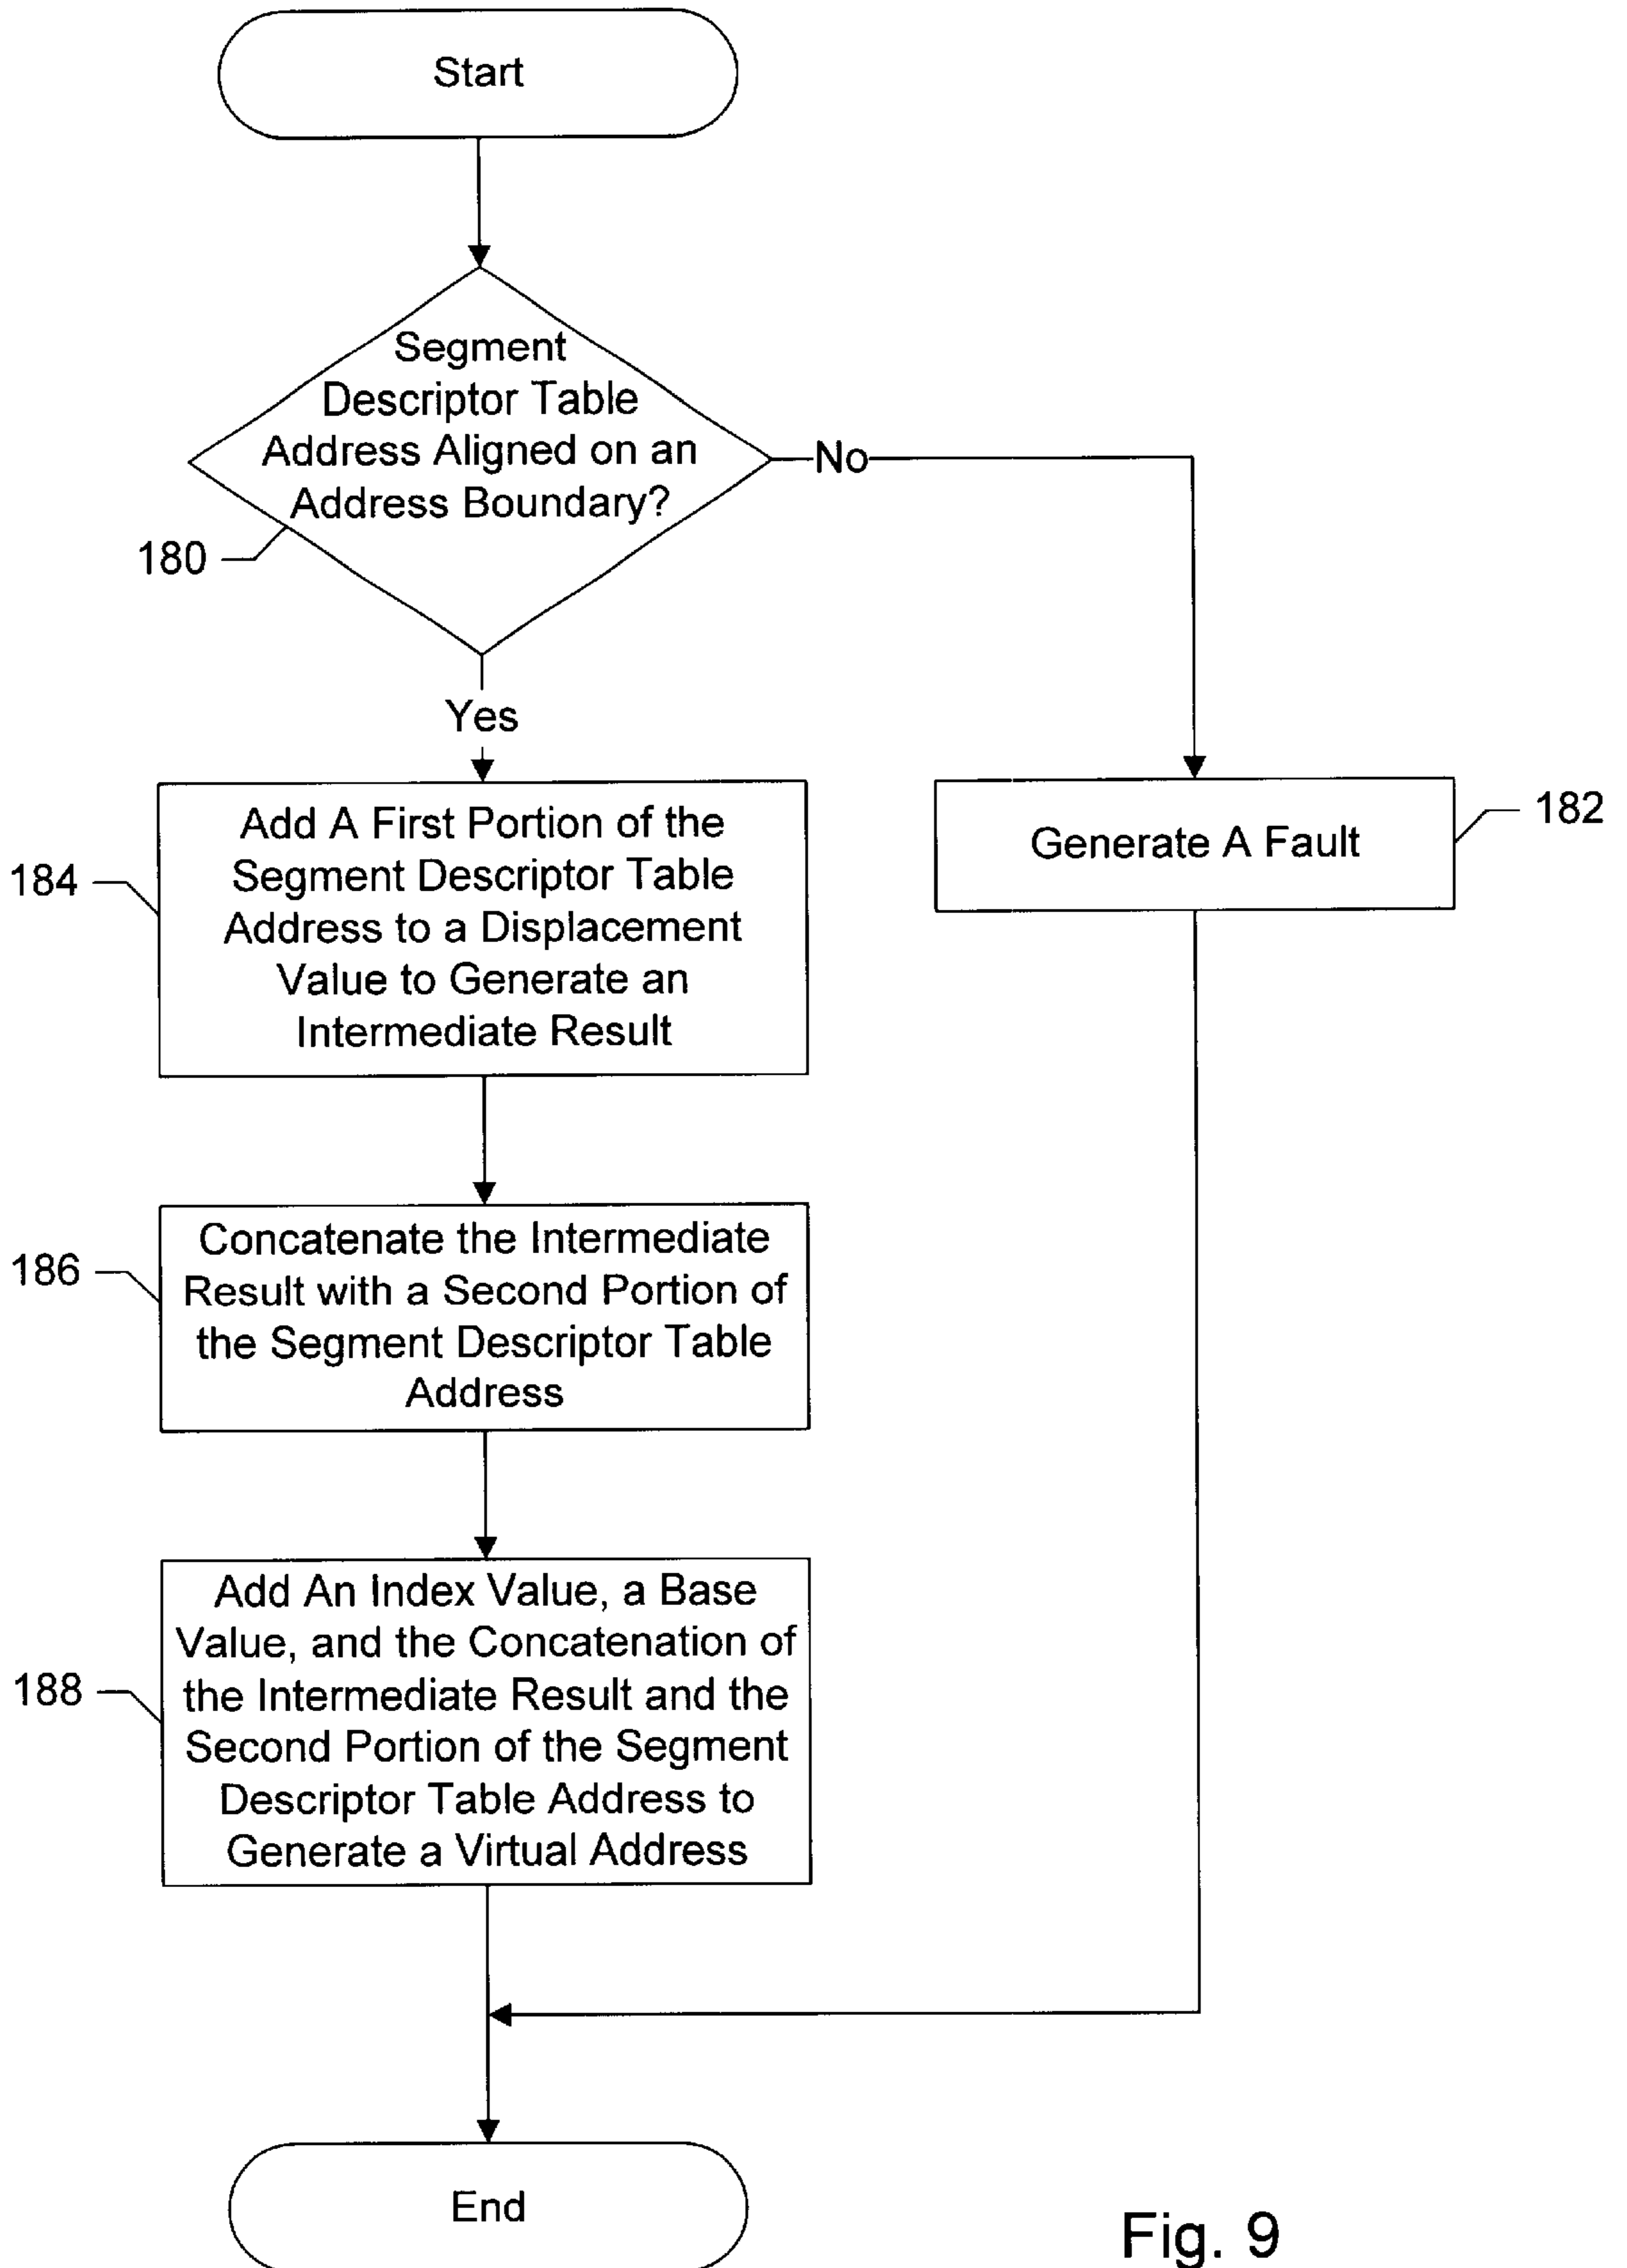 Start
Segment
Descriptor Table
Address Aligned on an
Address Boundary?
No
180
Yes
Add A First Portion of the
Segment Descriptor Table
Address to a Displacement
Value to Generate an
Intermediate Result
184
Generate A Fault
182
Concatenate the Intermediate
Result with a Second Portion of
the Segment Descriptor Table
Address
186
Add An Index Value, a Base
Value, and the Concatenation of
the Intermediate Result and the
Second Portion of the Segment
Descriptor Table Address to
Generate a Virtual Address
188
End
Fig. 9